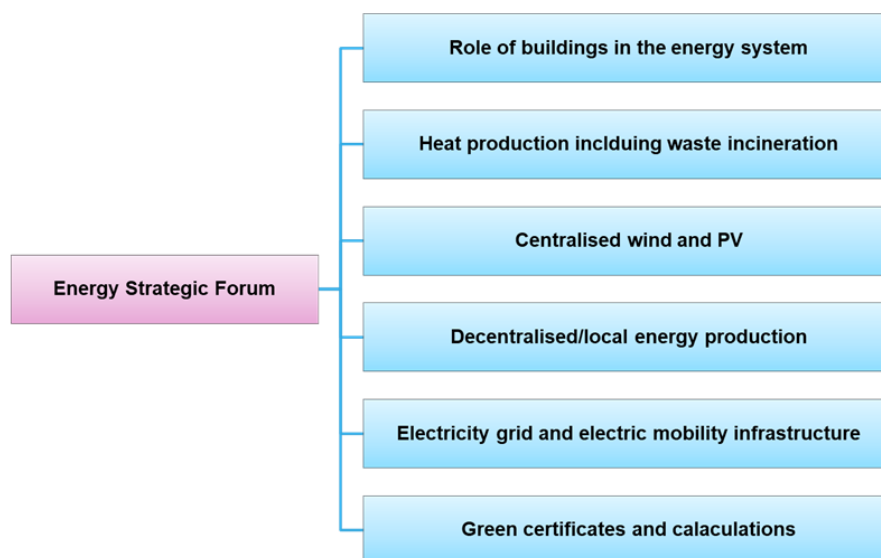 Role of buildings in the energy system
Heat production inclduing waste incineration
Centralised wind and PV
Energy Strategic Forum
Decentralised/local energy production
Electricity grid and electric mobility infrastructure
Green certificates and calaculations